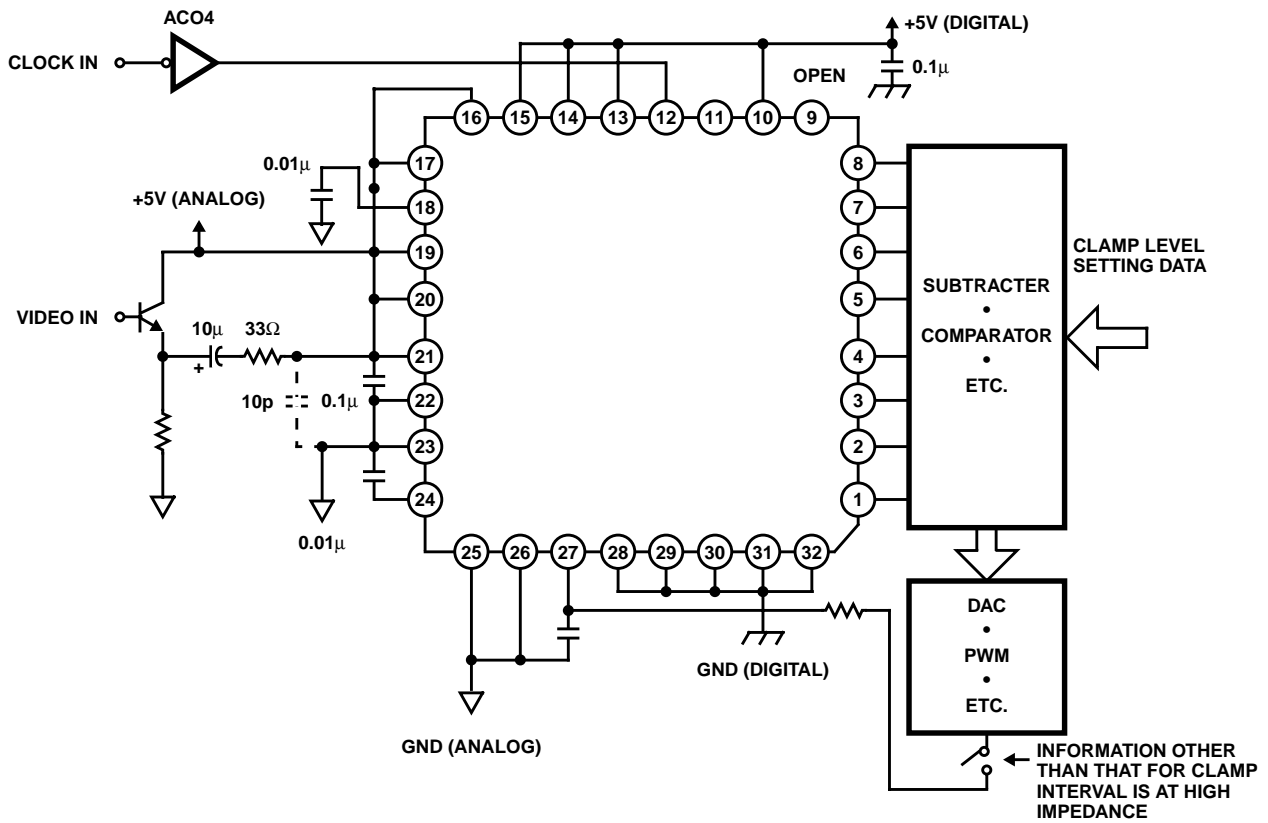 ACO4
CLOCK IN
+5V (DIGITAL)
0.1μ
OPEN
16
15
14
13
12
11
10
9
17
18
19
20
21
22
23
24
8
7
6
5
4
3
2
1
25
26
27
28
29
30
31
32
0.01μ
+5V (ANALOG)
VIDEO IN
10μ
33Ω
+
10p
0.1μ
0.01μ
SUBTRACTER
•
COMPARATOR
•
ETC.
CLAMP LEVEL
SETTING DATA
DAC
•
PWM
•
ETC.
GND (DIGITAL)
GND (ANALOG)
INFORMATION OTHER
THAN THAT FOR CLAMP
INTERVAL IS AT HIGH
IMPEDANCE